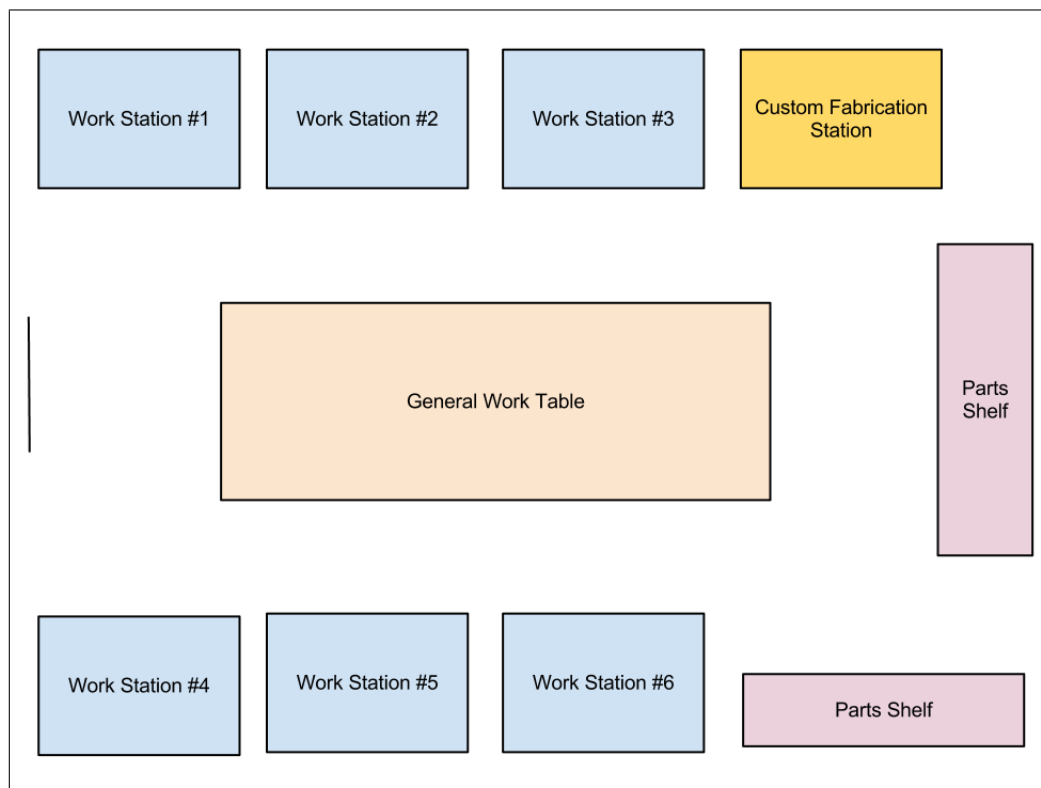 Work Station #1
Work Station #2
Work Station #3
Custom Fabrication
Station
General Work Table
Parts
Shelf
Work Station #4
Work Station #5
Work Station #6
Parts Shelf